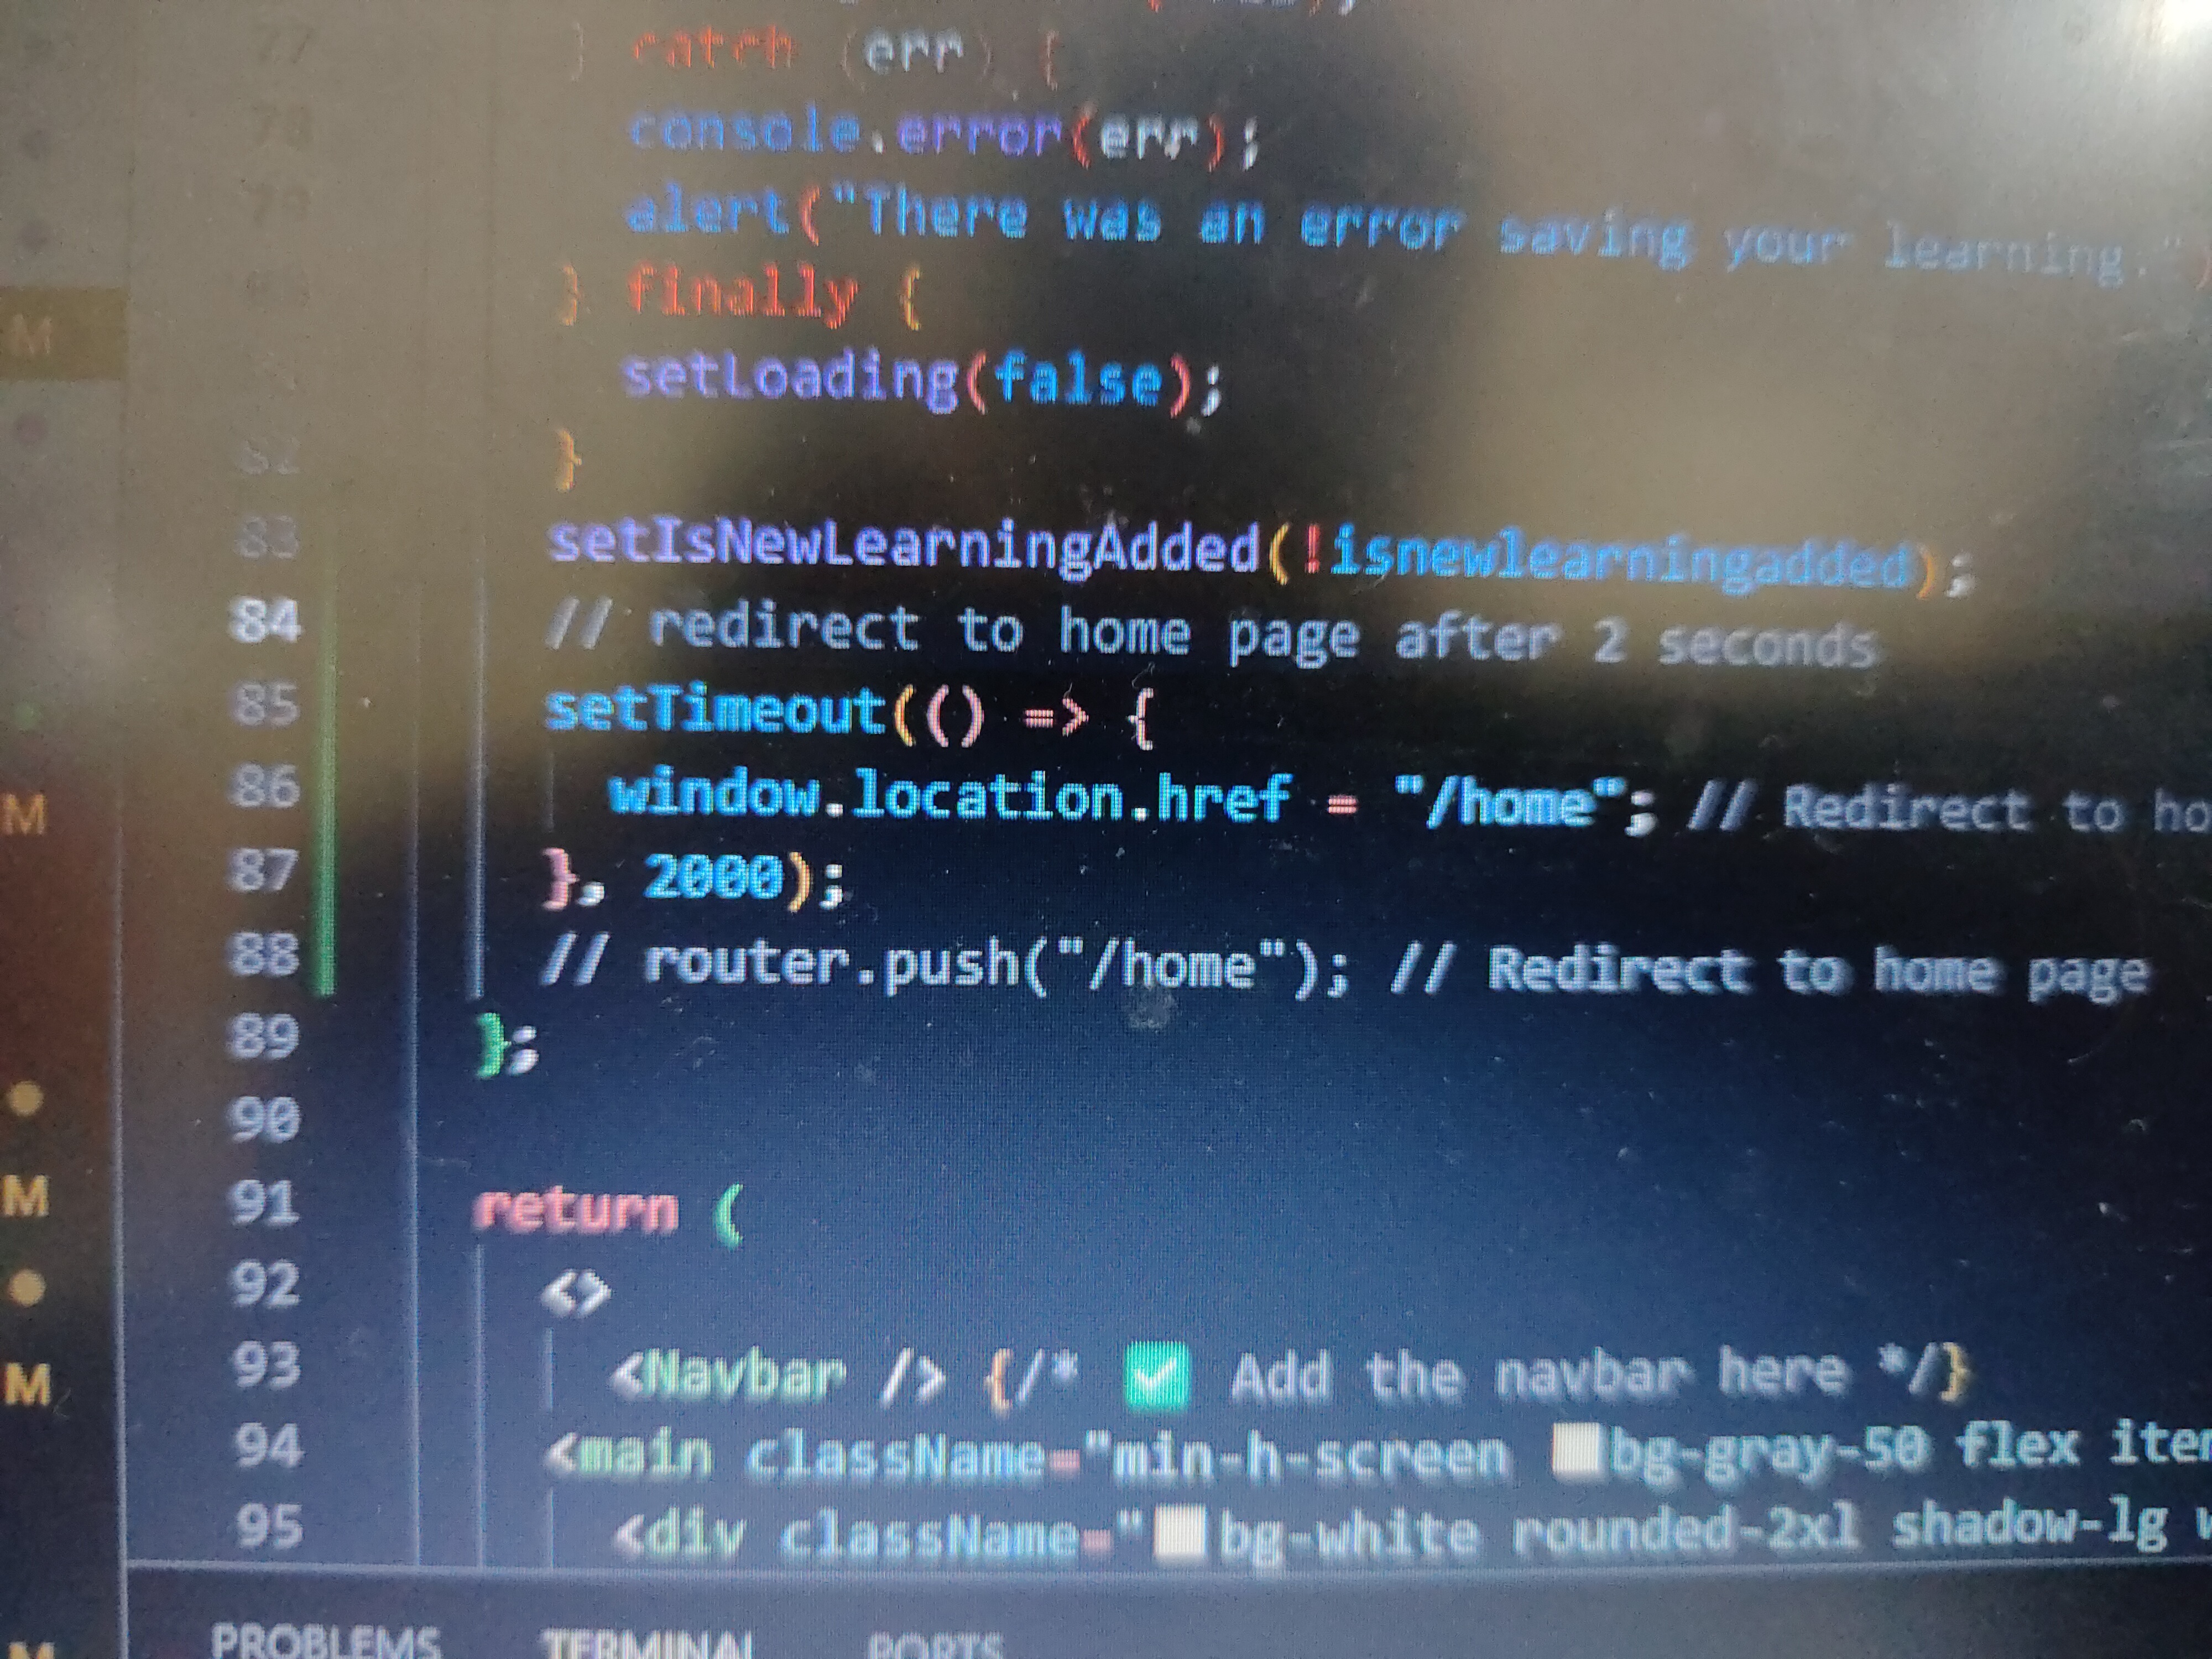 77 } catch (err) {
78 console.error(err);
79 alert("There was an error saving your learning.")
} finally {
setLoading(false);
82 }
83 setIsNewLearningAdded(!isnewlearningadded);
84 // redirect to home page after 2 seconds
85 setTimeout(() => {
M 86 window.location.href = "/home"; // Redirect to ho
87 }, 2000);
88 // router.push("/home"); // Redirect to home page
89 };
90
M 91 return (
92 <>
M 93 <Navbar /> {/* ✅ Add the navbar here */}
94 <main className="min-h-screen bg-gray-50 flex iter
95 <div className="bg-white rounded-2xl shadow-lg w
M PROBLEMS TERMINAL PORTS